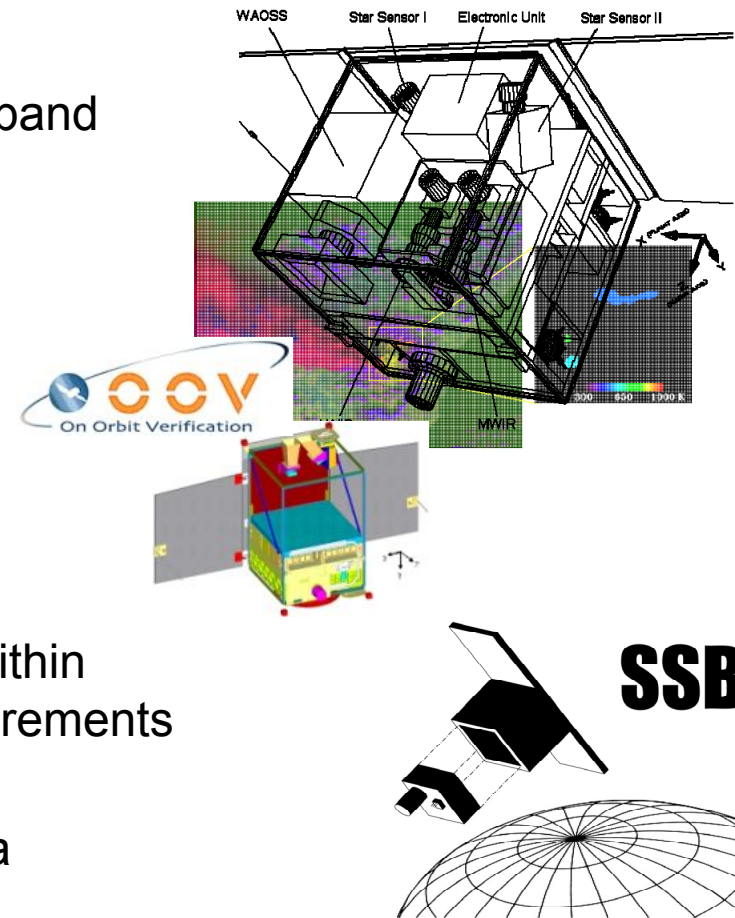 WAOSS Star Sensor I Electronic Unit Star Sensor II
band
X
Y
Z
300 650 1000 K
OOV
On Orbit Verification
MWIR
ithin
SSB
rements
a